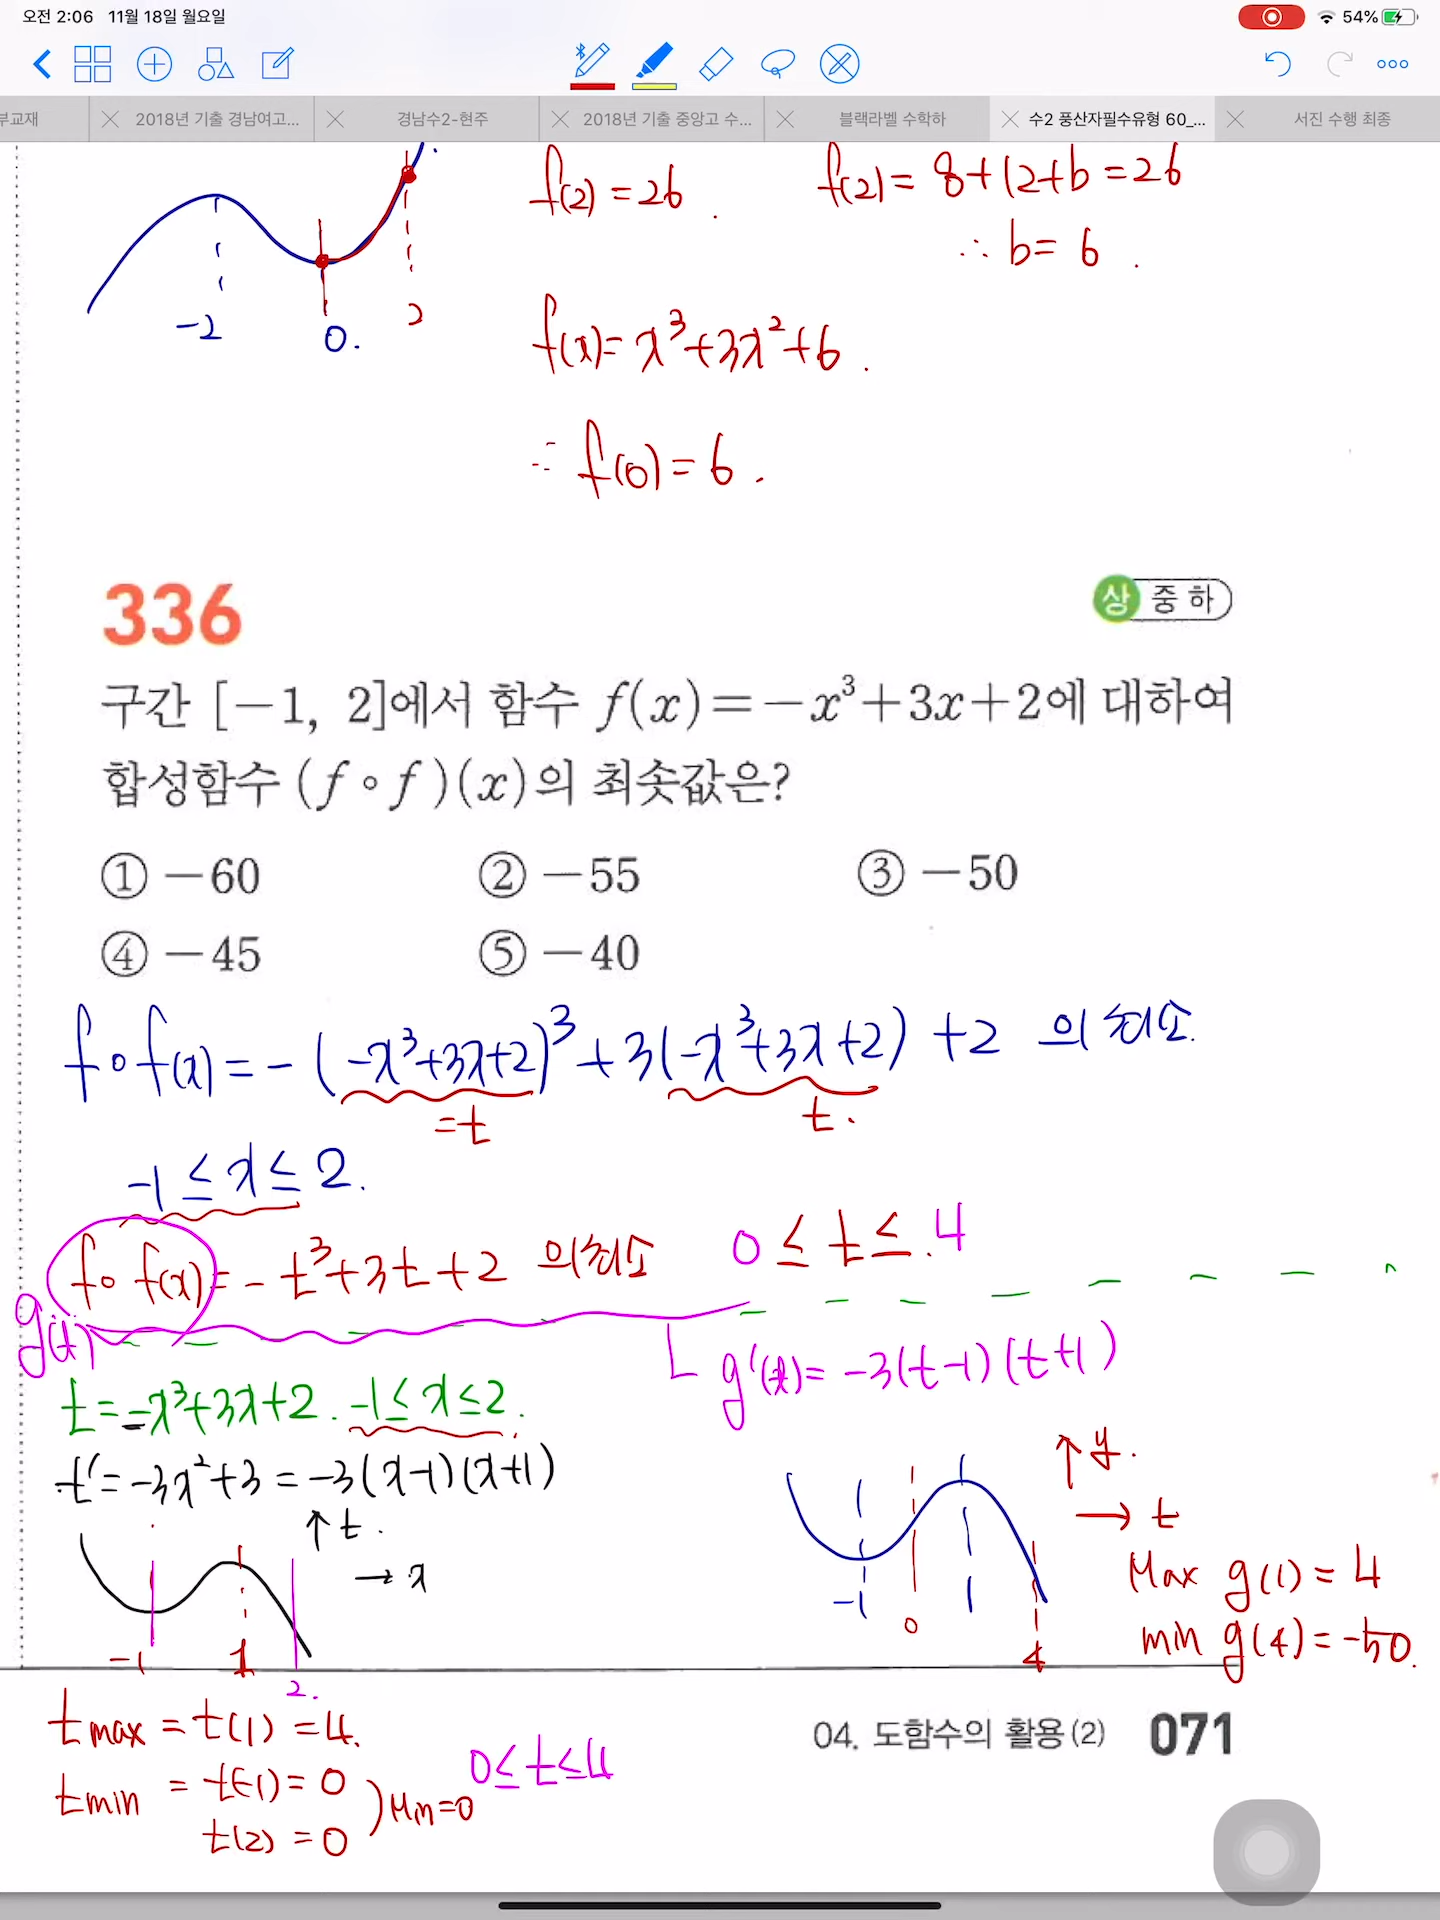 오전 2:06 11월 18일 월요일
54%
부교재
2018년 기출 경남여고...
경남수2-현주
2018년 기출 중앙고 수...
블랙라벨 수학하
수2 풍산자필수유형 60_...
서진 수행 최종
-2 0. 2
f(2) = 26.
f(2) = 8+12+b = 26
∴ b = 6.
f(x) = x³+3x²+6.
∴ f(0) = 6.
336
상 중 하
구간 [-1, 2]에서 함수 f(x)=-x³+3x+2에 대하여
합성함수 (f∘f)(x)의 최솟값은?
① -60 ② -55 ③ -50
④ -45 ⑤ -40
f∘f(x) = -(-x³+3x+2)³+3(-x³+3x+2)+2 의 최소.
=t t.
-1≤x≤2.
f∘f(x) = -t³+3t+2 의 최소 0≤t≤.4
g(t)
g'(t) = -3(t-1)(t+1)
t = -x³+3x+2. -1≤x≤2.
t' = -3x²+3 = -3(x-1)(x+1)
↑t.
→x
-1 1 2.
↑y.
→t
-1 0 1 4
Max g(1) = 4
min g(4) = -50.
tmax = t(1) = 4.
tmin = t(-1) = 0
t(2) = 0
) Min=0
0≤t≤4
04. 도함수의 활용(2) 071